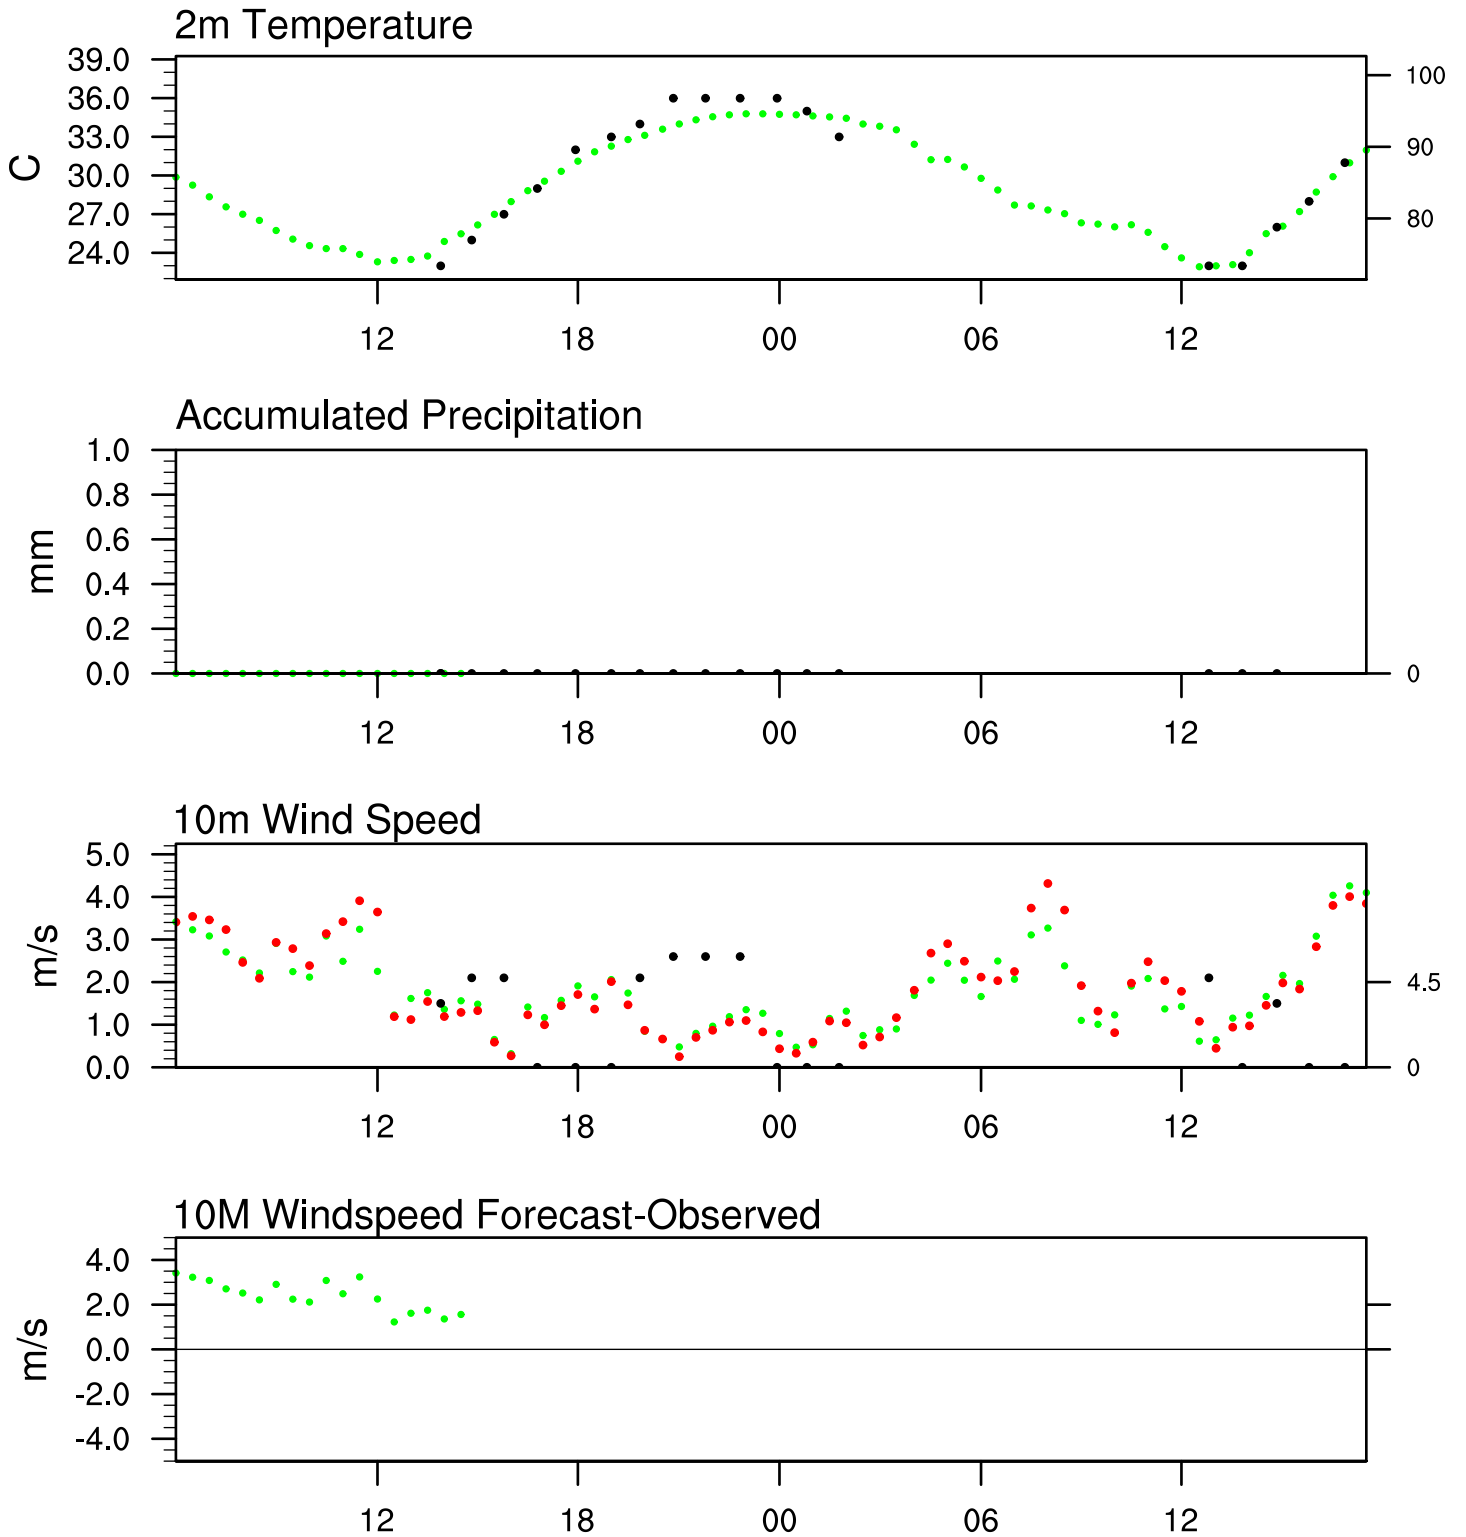 2m Temperature
39.0
36.0
33.0
30.0
27.0
24.0
C
100
90
80
12 18 00 06 12
Accumulated Precipitation
1.0
0.8
0.6
0.4
0.2
0.0
mm
0
12 18 00 06 12
10m Wind Speed
5.0
4.0
3.0
2.0
1.0
0.0
m/s
4.5
0
12 18 00 06 12
10M Windspeed Forecast-Observed
4.0
2.0
0.0
-2.0
-4.0
m/s
12 18 00 06 12